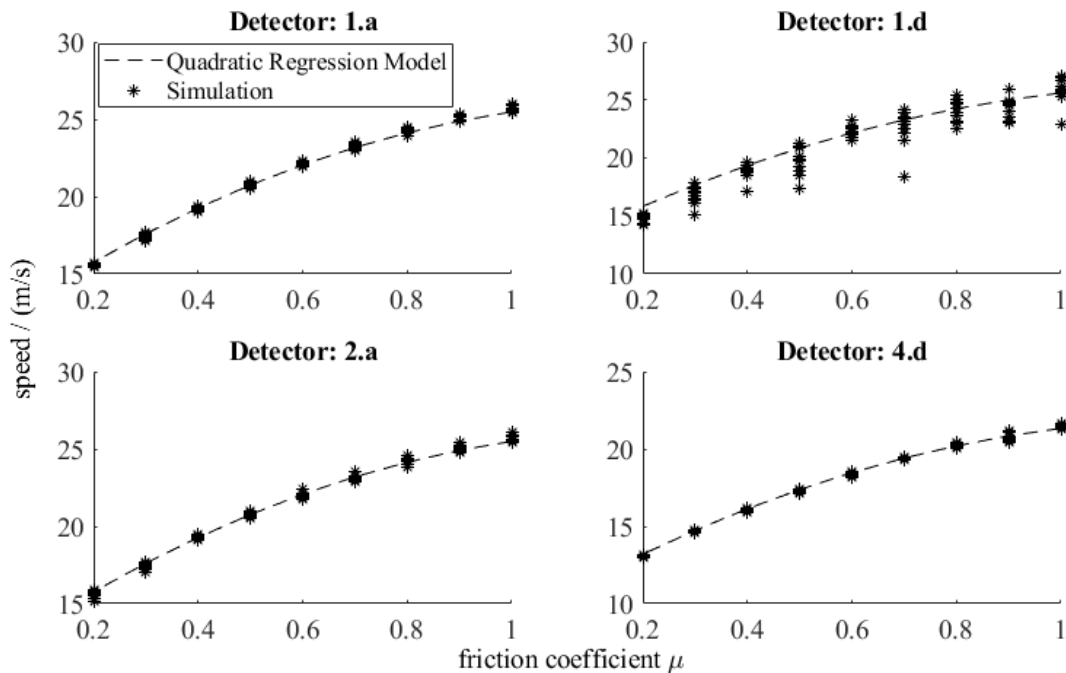 Detector: 1.a
30
25
20
15
0.2 0.4 0.6 0.8 1
Quadratic Regression Model
Simulation
Detector: 1.d
30
25
20
15
10
0.2 0.4 0.6 0.8 1
speed / (m/s)
Detector: 2.a
30
25
20
15
0.2 0.4 0.6 0.8 1
Detector: 4.d
25
20
15
10
0.2 0.4 0.6 0.8 1
friction coefficient μ